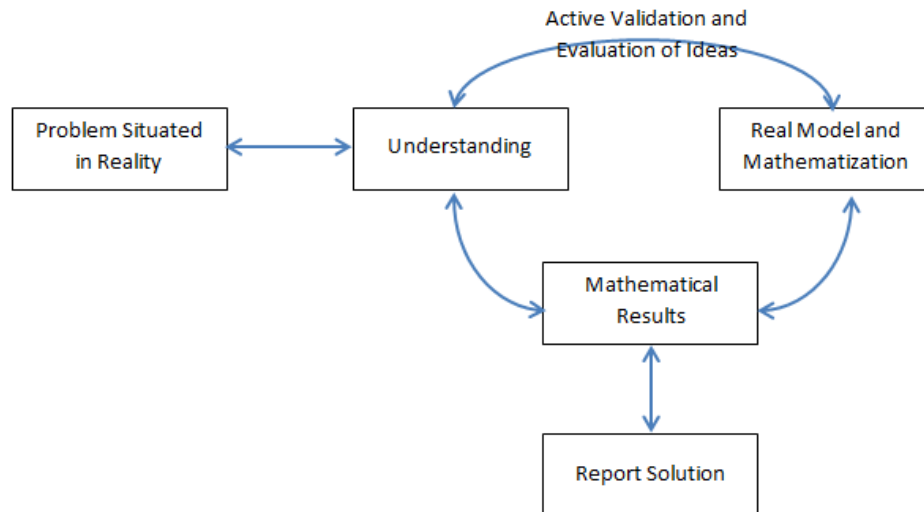 Active Validation and
Evaluation of Ideas
Problem Situated
in Reality
Understanding
Real Model and
Mathematization
Mathematical
Results
Report Solution